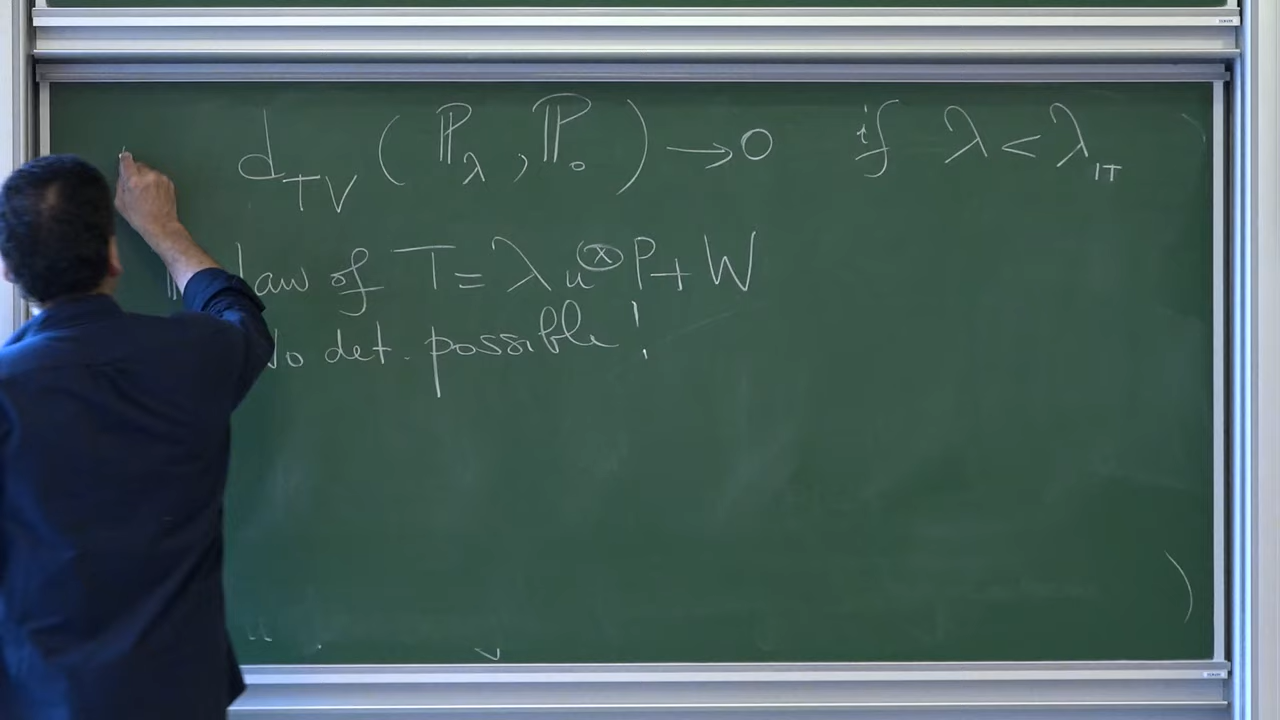 d_TV ( ℙ_λ , ℙ_0 ) → 0 if λ < λ_IT
law of T = λ u^⊗P + W
No det. possible!